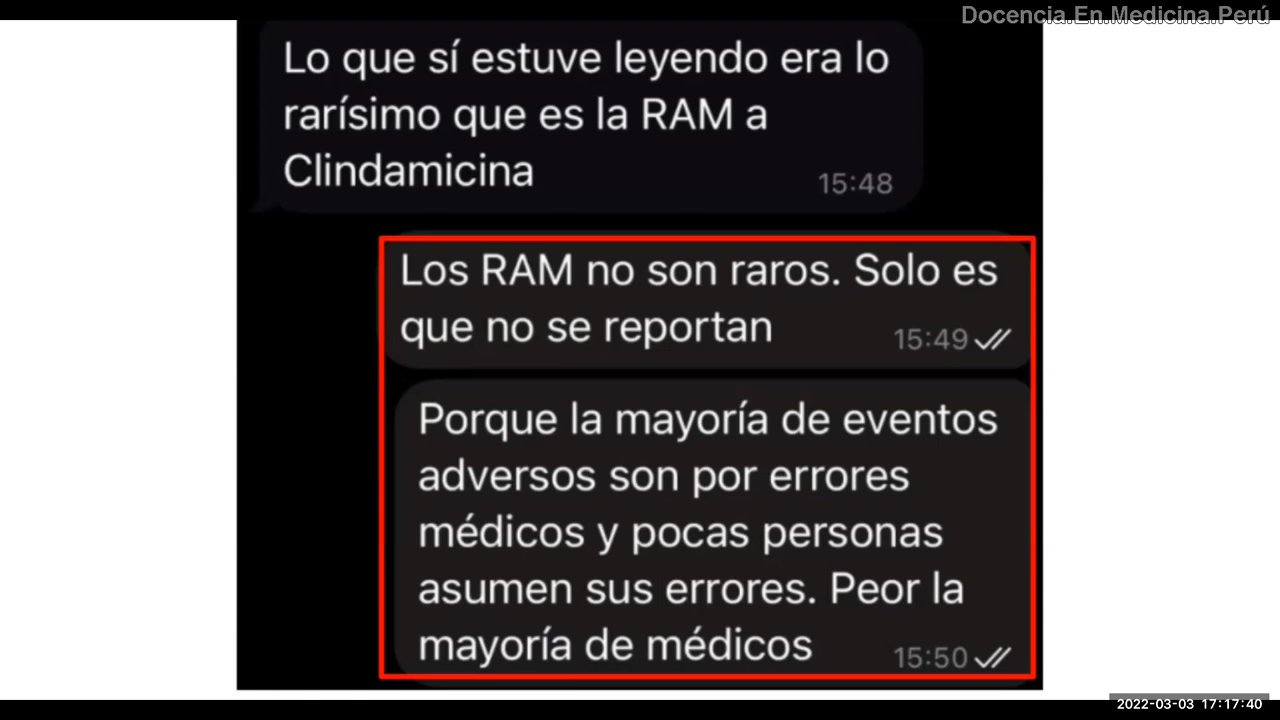 Docencia.En.Medicina.Perú
Lo que sí estuve leyendo era lo
rarísimo que es la RAM a
Clindamicina
15:48
Los RAM no son raros. Solo es
que no se reportan
15:49
Porque la mayoría de eventos
adversos son por errores
médicos y pocas personas
asumen sus errores. Peor la
mayoría de médicos
15:50
2022-03-03 17:17:40